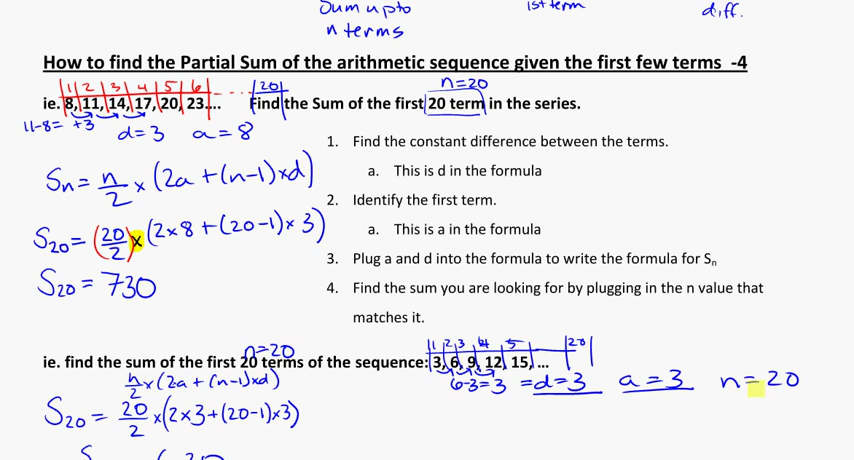 Sum up to 1st term diff.
n terms
How to find the Partial Sum of the arithmetic sequence given the first few terms -4
1 2 3 4 5 6 ---- 20 n=20
ie. 8, 11, 14, 17, 20, 23.... Find the Sum of the first 20 term in the series.
11-8= +3 d=3 a=8
1. Find the constant difference between the terms.
a. This is d in the formula
Sn = n/2 × (2a + (n-1)×d)
2. Identify the first term.
a. This is a in the formula
S20 = (20/2) × (2×8 + (20-1)×3)
3. Plug a and d into the formula to write the formula for Sn
S20 = 730
4. Find the sum you are looking for by plugging in the n value that
matches it.
n=20 1 2 3 4 5 20
ie. find the sum of the first 20 terms of the sequence: 3, 6, 9, 12, 15, ...
n/2 × (2a + (n-1)×d) 6-3=3 = d=3 a=3 n=20
S20 = 20/2 × (2×3 + (20-1)×3)